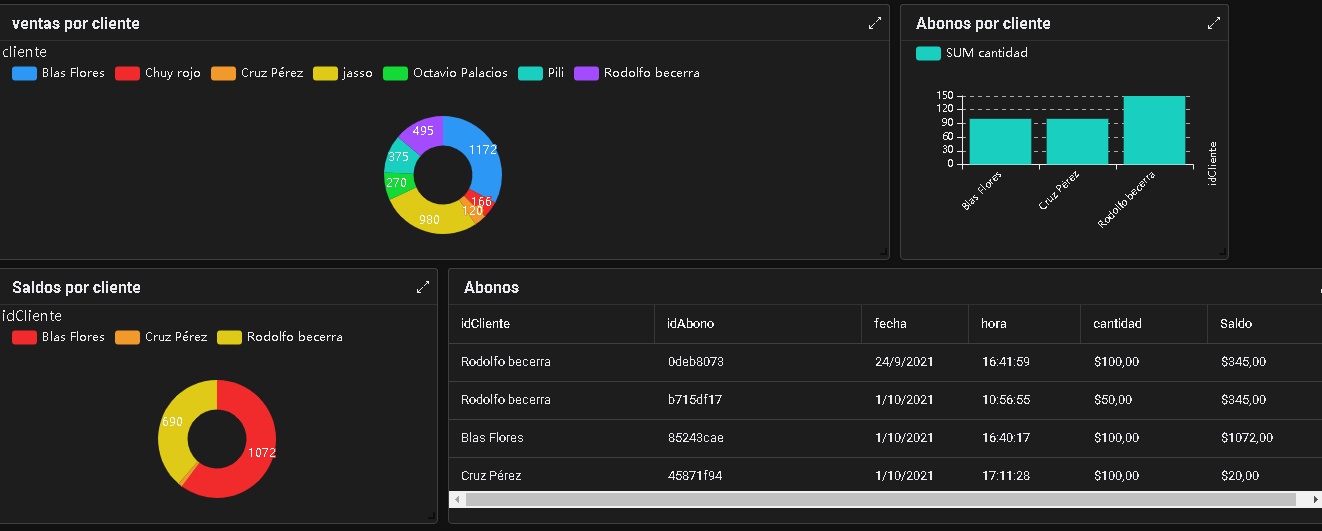 ventas por cliente
cliente
Blas Flores Chuy rojo Cruz Pérez jasso Octavio Palacios Pili Rodolfo becerra
495
1172
375
270
166
120
980
Abonos por cliente
SUM cantidad
150
120
90
60
30
0
Blas Flores
Cruz Pérez
Rodolfo becerra
idCliente
Saldos por cliente
idCliente
Blas Flores Cruz Pérez Rodolfo becerra
690
1072
Abonos
idCliente idAbono fecha hora cantidad Saldo
Rodolfo becerra 0deb8073 24/9/2021 16:41:59 $100,00 $345,00
Rodolfo becerra b715df17 1/10/2021 10:56:55 $50,00 $345,00
Blas Flores 85243cae 1/10/2021 16:40:17 $100,00 $1072,00
Cruz Pérez 45871f94 1/10/2021 17:11:28 $100,00 $20,00